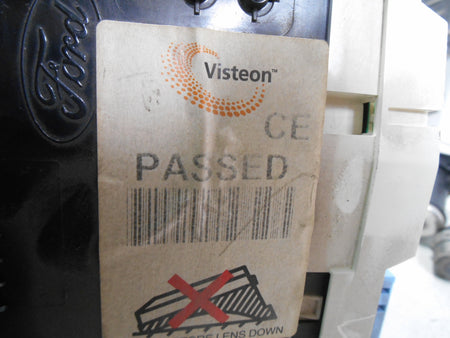 Ford
Visteon™
CE
PASSED
LENS DOWN